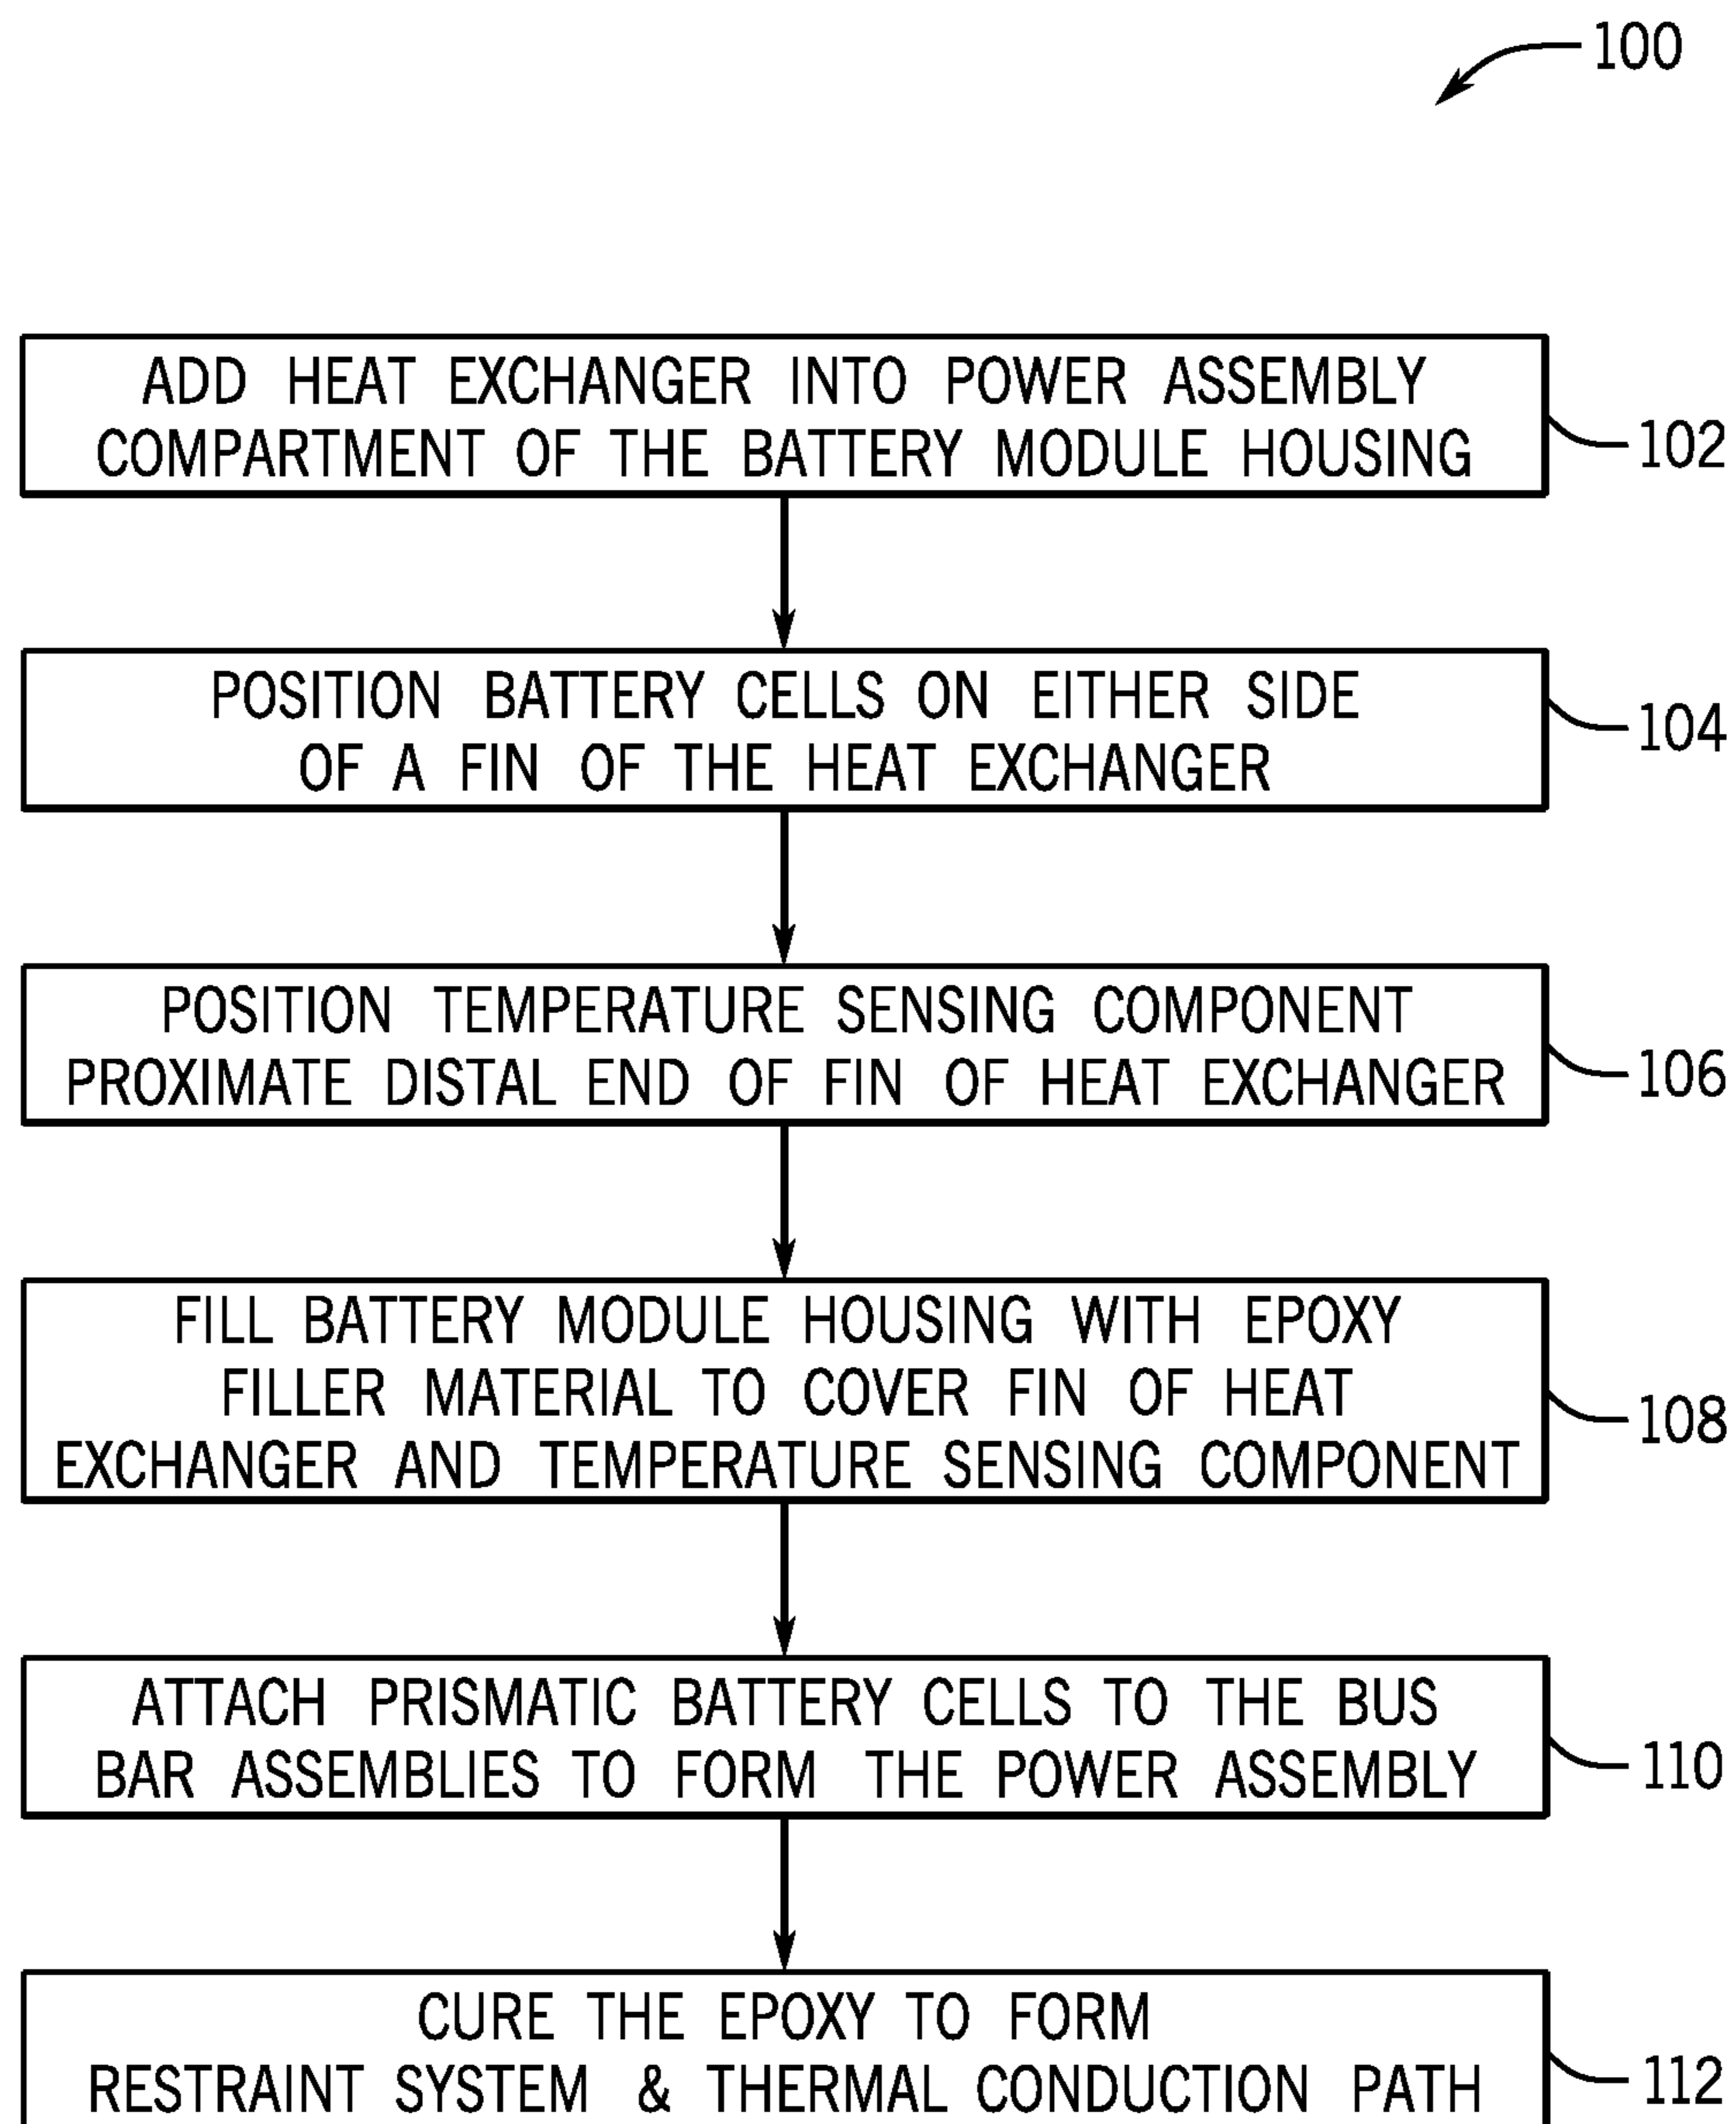 100
ADD HEAT EXCHANGER INTO POWER ASSEMBLY
COMPARTMENT OF THE BATTERY MODULE HOUSING
102
POSITION BATTERY CELLS ON EITHER SIDE
OF A FIN OF THE HEAT EXCHANGER
104
POSITION TEMPERATURE SENSING COMPONENT
PROXIMATE DISTAL END OF FIN OF HEAT EXCHANGER
106
FILL BATTERY MODULE HOUSING WITH EPOXY
FILLER MATERIAL TO COVER FIN OF HEAT
EXCHANGER AND TEMPERATURE SENSING COMPONENT
108
ATTACH PRISMATIC BATTERY CELLS TO THE BUS
BAR ASSEMBLIES TO FORM THE POWER ASSEMBLY
110
CURE THE EPOXY TO FORM
RESTRAINT SYSTEM & THERMAL CONDUCTION PATH
112